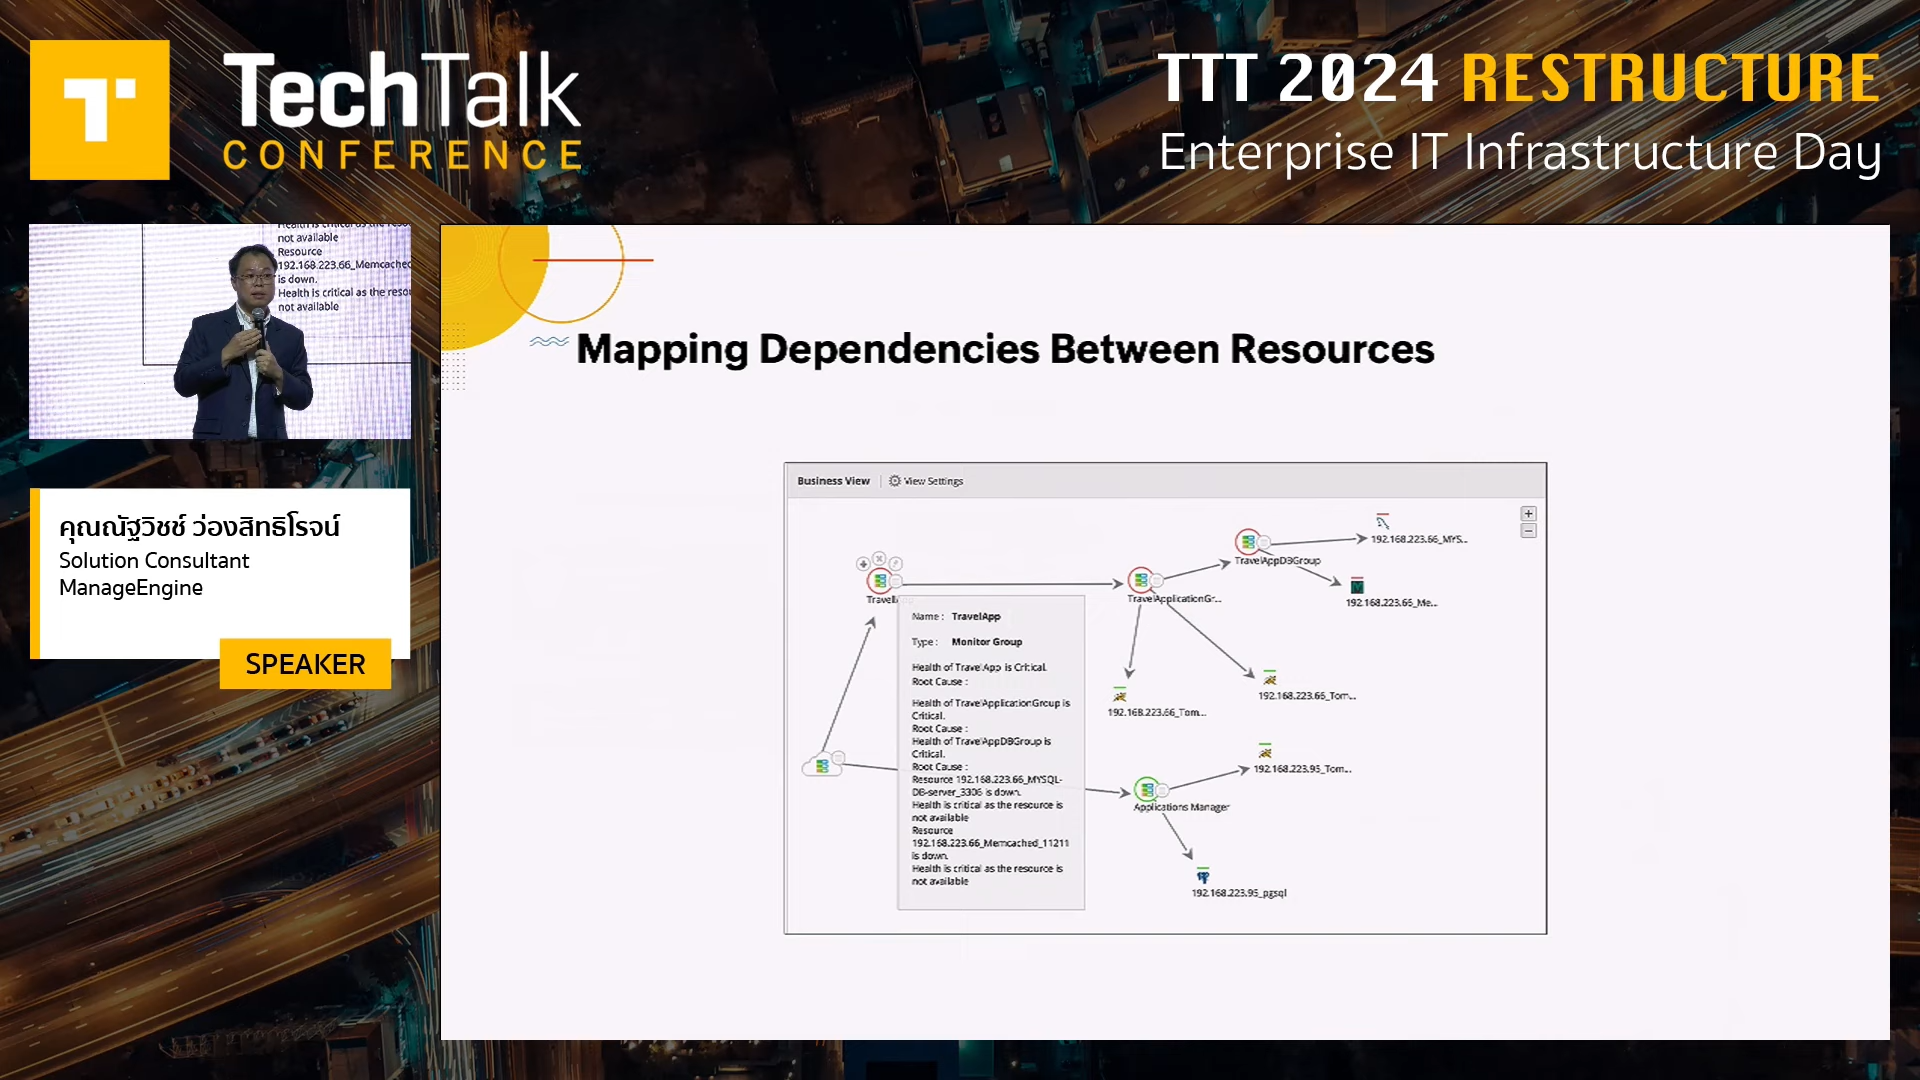 TechTalk
CONFERENCE
TTT 2024 RESTRUCTURE
Enterprise IT Infrastructure Day
not available
Resource
192.168.223.66_Memcached
is down.
Health is critical as the resou
not available
คุณณัฐวิชช์ ว่องสิทธิโรจน์
Solution Consultant
ManageEngine
SPEAKER
Mapping Dependencies Between Resources
Business View
View Settings
+
−
192.168.223.66_MYS...
TravelAppDBGroup
TravelApplicationGr...
192.168.223.66_Me...
Name : TravelApp
Type : Monitor Group
Health of TravelApp is Critical.
Root Cause :
Health of TravelApplicationGroup is
Critical.
Root Cause :
Health of TravelAppDBGroup is
Critical.
Root Cause :
Resource 192.168.223.66_MYSQL-
DB-server_3306 is down.
Health is critical as the resource is
not available
Resource
192.168.223.66_Memcached_11211
is down.
Health is critical as the resource is
not available
192.168.223.66_Tom...
192.168.223.66_Tom...
192.168.223.95_Tom...
Applications Manager
192.168.223.95_pgsql